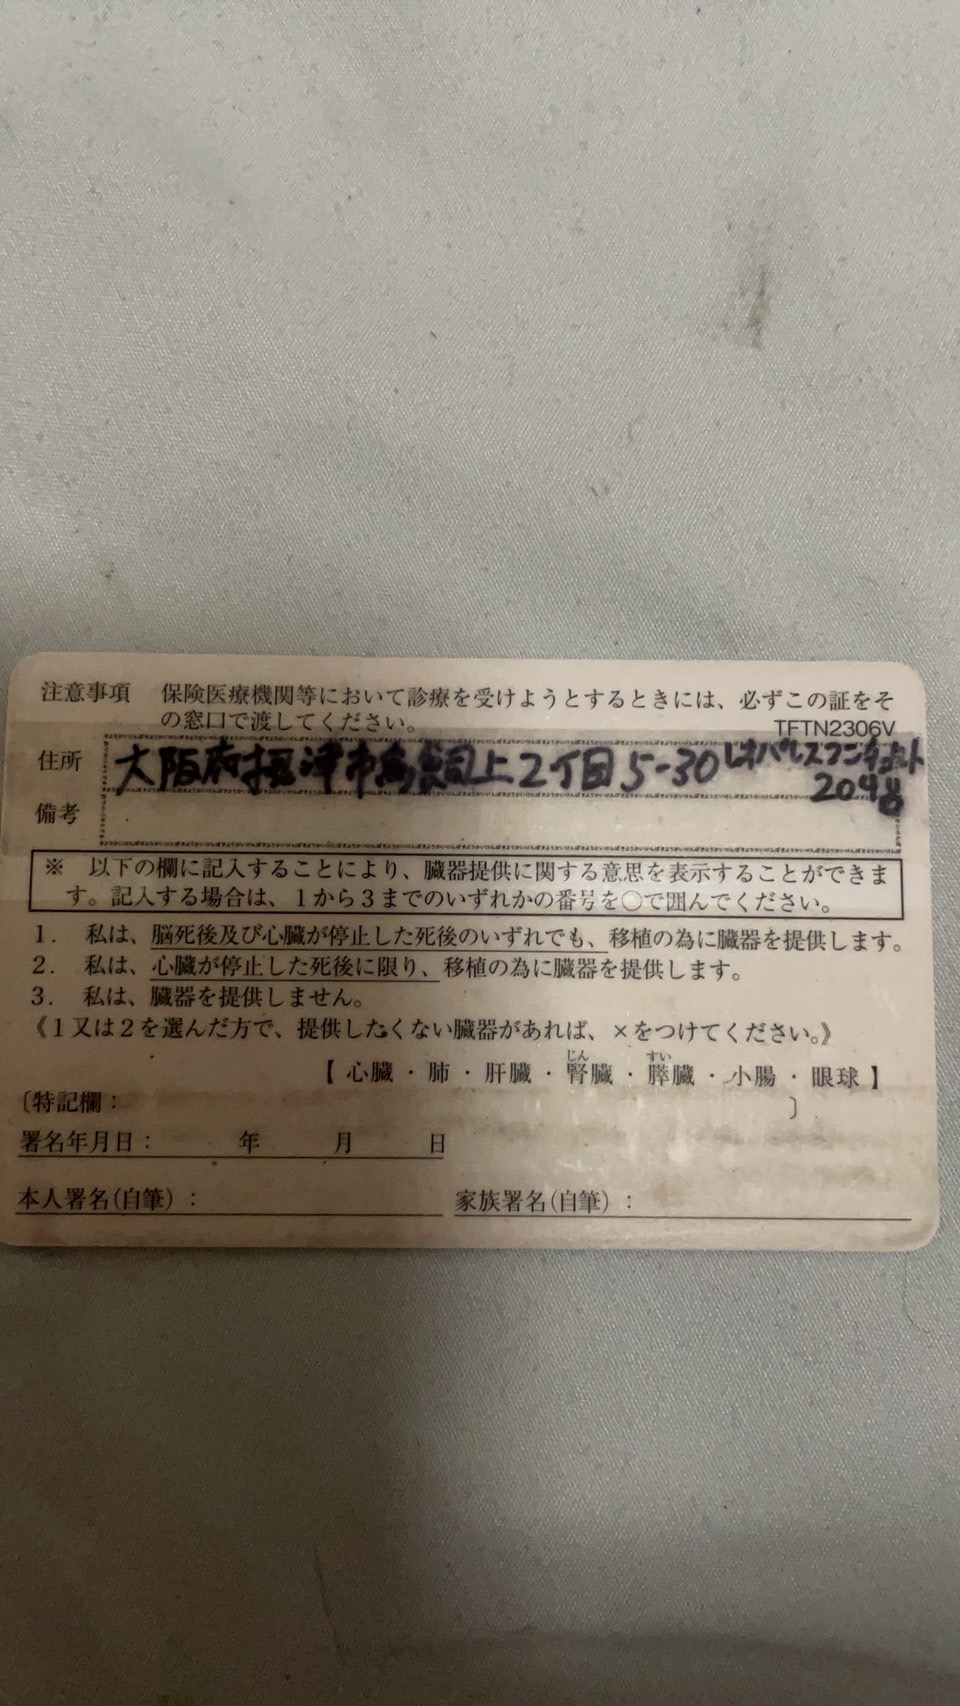 注意事項　保険医療機関等において診療を受けようとするときには、必ずこの証をそ
の窓口で渡してください。　TFTN2306V
住所　大阪府摂津市鳥飼上2丁目5-30 レオパレス
備考
※　以下の欄に記入することにより、臓器提供に関する意思を表示することができま
す。記入する場合は、1から3までのいずれかの番号を○で囲んでください。
1.　私は、脳死後及び心臓が停止した死後のいずれでも、移植の為に臓器を提供します。
2.　私は、心臓が停止した死後に限り、移植の為に臓器を提供します。
3.　私は、臓器を提供しません。
《1又は2を選んだ方で、提供したくない臓器があれば、×をつけてください。》
じん　すい
【 心臓 ・ 肺 ・ 肝臓 ・ 腎臓 ・ 膵臓 ・ 小腸 ・ 眼球 】
〔特記欄：　〕
署名年月日：　年　月　日
本人署名(自筆)：　家族署名(自筆)：